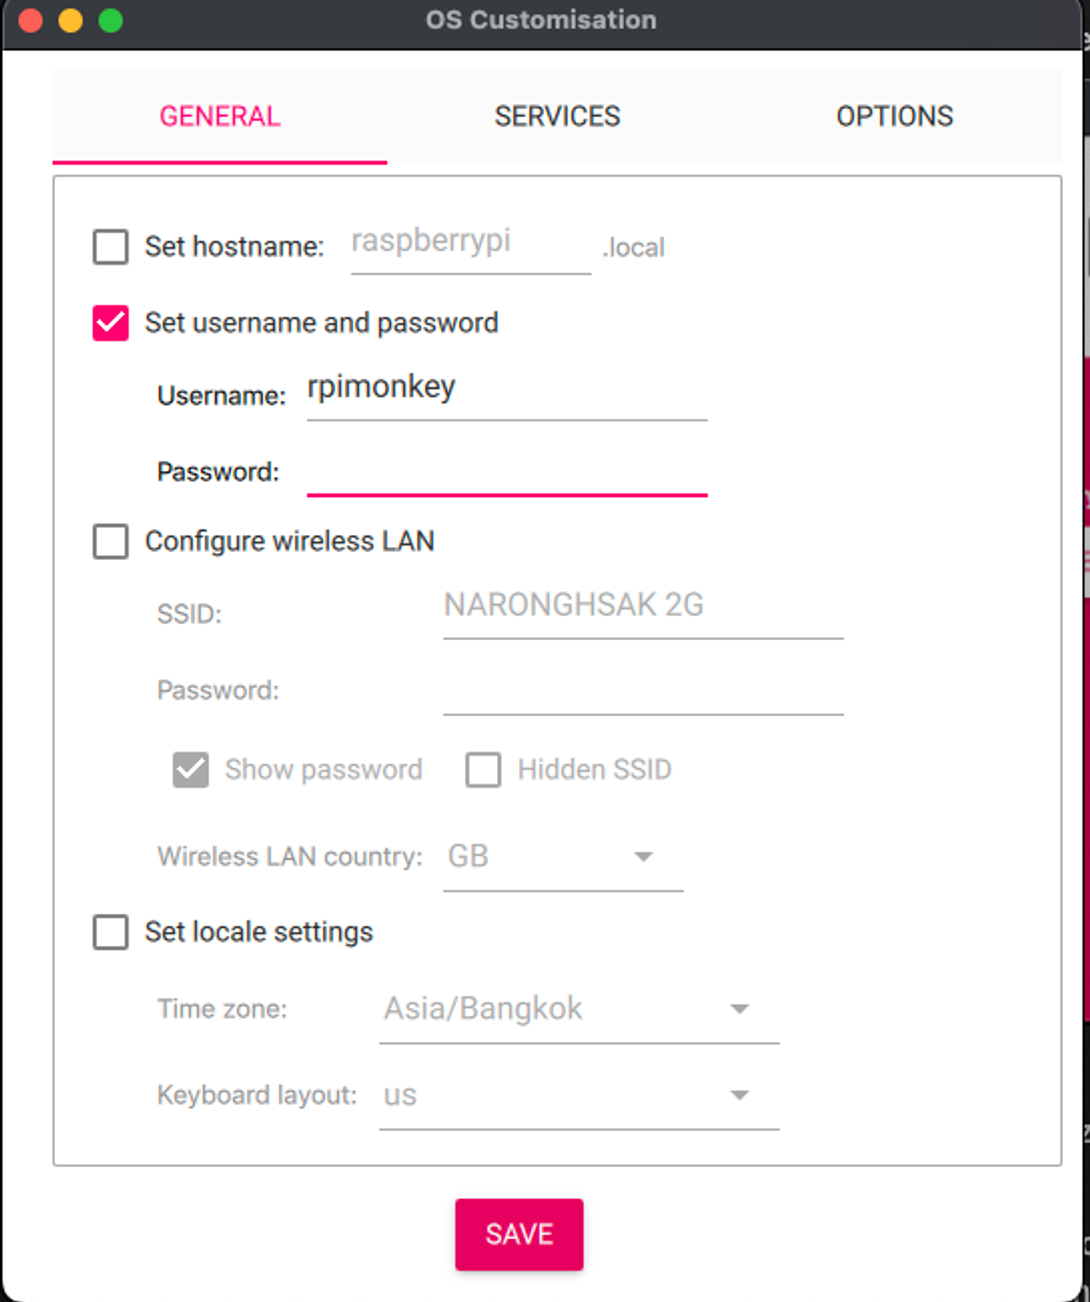 OS Customisation
GENERAL SERVICES OPTIONS
Set hostname: raspberrypi .local
Set username and password
Username: rpimonkey
Password:
Configure wireless LAN
SSID: NARONGHSAK 2G
Password:
Show password Hidden SSID
Wireless LAN country: GB
Set locale settings
Time zone: Asia/Bangkok
Keyboard layout: us
SAVE